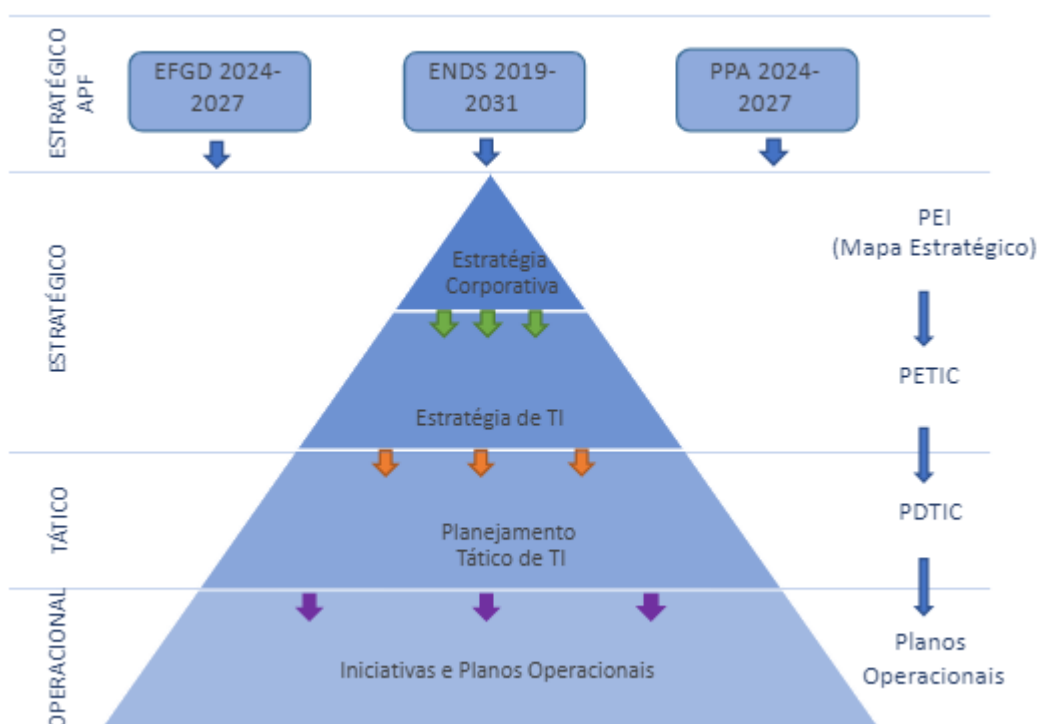 ESTRATÉGICO
APF
EFGD 2024-
2027
ENDS 2019-
2031
PPA 2024-
2027
ESTRATÉGICO
Estratégia
Corporativa
Estratégia de TI
PEI
(Mapa Estratégico)
PETIC
TÁTICO
Planejamento
Tático de TI
PDTIC
OPERACIONAL
Iniciativas e Planos Operacionais
Planos
Operacionais